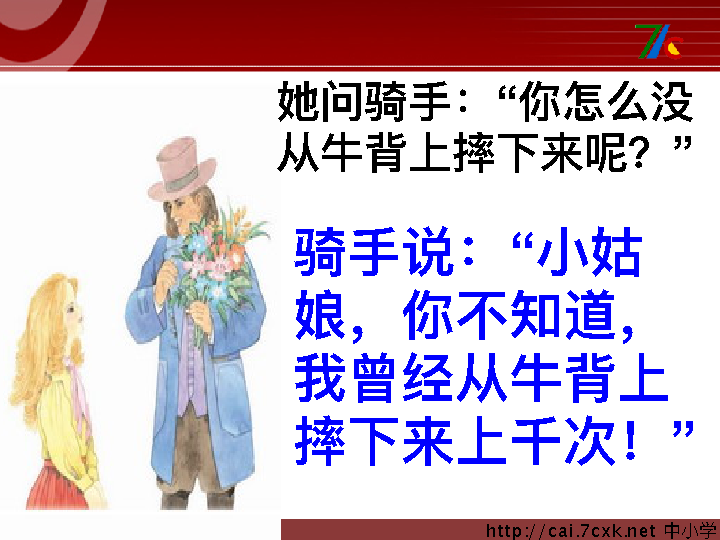 7c
她问骑手：“你怎么没
从牛背上摔下来呢？”
骑手说：“小姑
娘，你不知道，
我曾经从牛背上
摔下来上千次！”
http://cai.7cxk.net 中小学